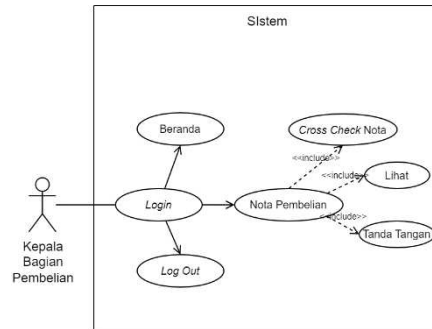 SIstem
Beranda
Cross Check Nota
<<include>>
<<include>>
Lihat
Login
Nota Pembelian
<<include>>
Tanda Tangan
Kepala
Bagian
Pembelian
Log Out